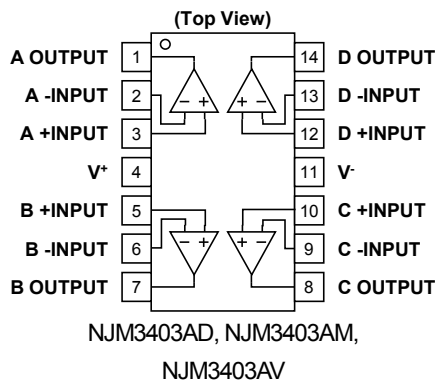 (Top View)
A OUTPUT 1 14 D OUTPUT
A -INPUT 2 13 D -INPUT
A +INPUT 3 12 D +INPUT
V+ 4 11 V-
B +INPUT 5 10 C +INPUT
B -INPUT 6 9 C -INPUT
B OUTPUT 7 8 C OUTPUT
- + + -
- + + -
NJM3403AD, NJM3403AM,
NJM3403AV